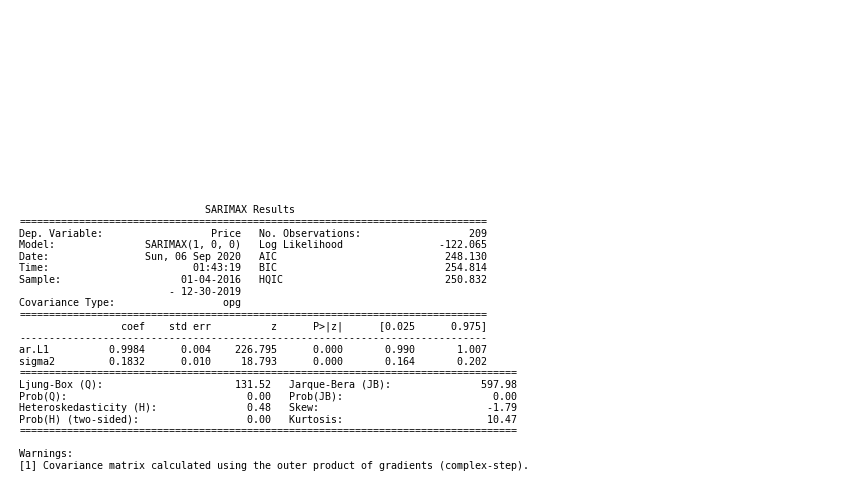 SARIMAX Results
==============================================================================
Dep. Variable:                  Price   No. Observations:                  209
Model:               SARIMAX(1, 0, 0)   Log Likelihood                -122.065
Date:                Sun, 06 Sep 2020   AIC                            248.130
Time:                        01:43:19   BIC                            254.814
Sample:                    01-04-2016   HQIC                           250.832
                         - 12-30-2019
Covariance Type:                  opg
==============================================================================
                 coef    std err          z      P>|z|      [0.025      0.975]
------------------------------------------------------------------------------
ar.L1          0.9984      0.004    226.795      0.000       0.990       1.007
sigma2         0.1832      0.010     18.793      0.000       0.164       0.202
===================================================================================
Ljung-Box (Q):                      131.52   Jarque-Bera (JB):               597.98
Prob(Q):                              0.00   Prob(JB):                         0.00
Heteroskedasticity (H):               0.48   Skew:                            -1.79
Prob(H) (two-sided):                  0.00   Kurtosis:                        10.47
===================================================================================

Warnings:
[1] Covariance matrix calculated using the outer product of gradients (complex-step).